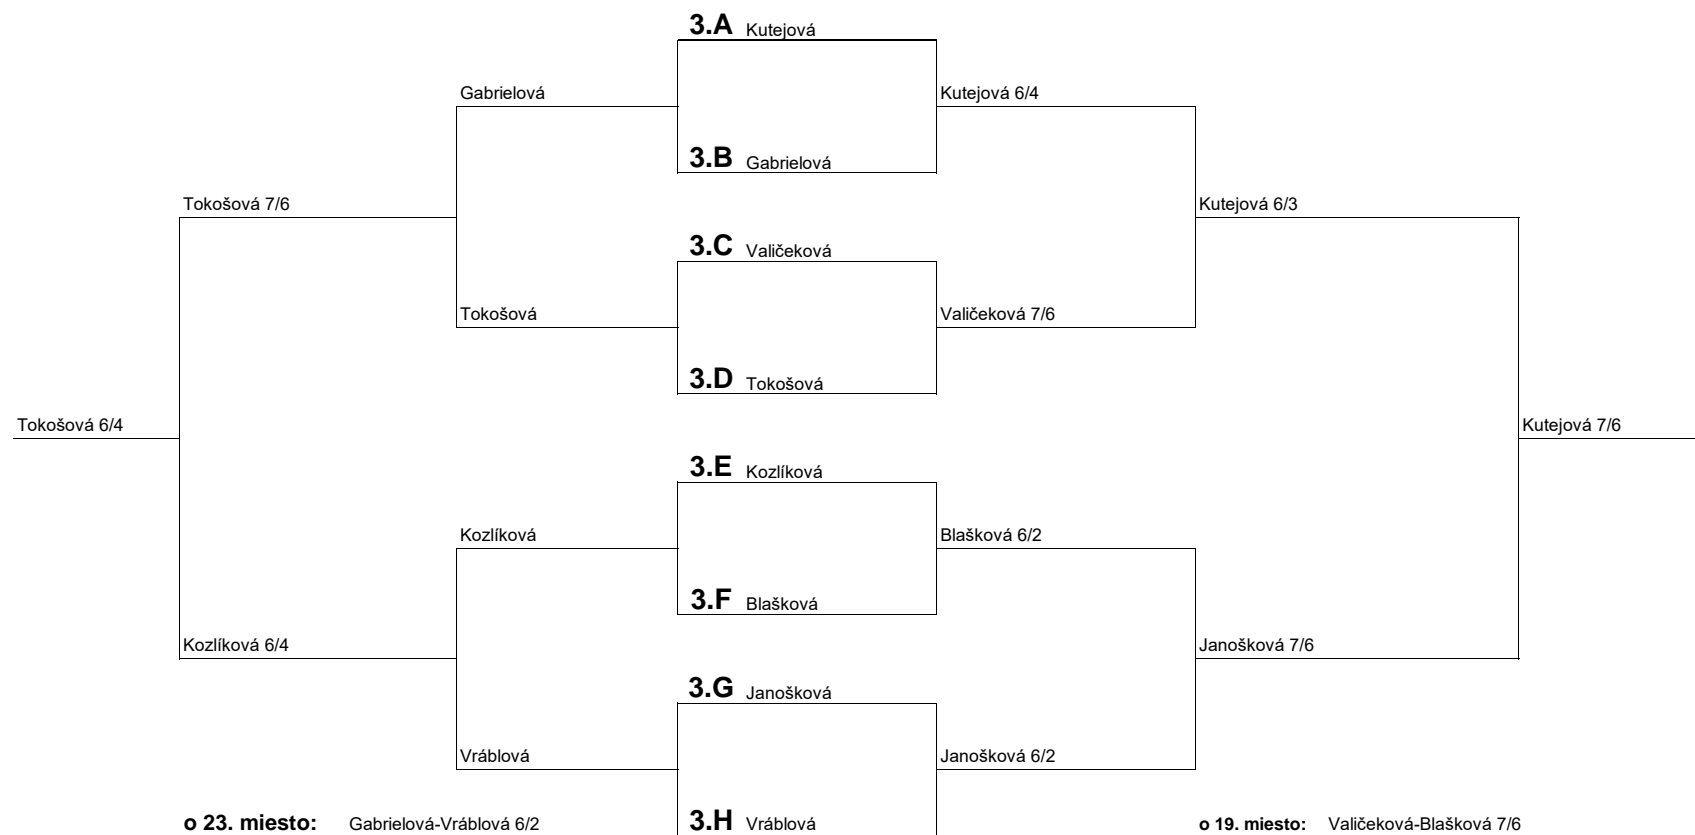 3.A Kutejová
Gabrielová
Kutejová 6/4
3.B Gabrielová
Tokošová 7/6
Kutejová 6/3
3.C Valičeková
Tokošová
Valičeková 7/6
3.D Tokošová
Tokošová 6/4
Kutejová 7/6
3.E Kozlíková
Kozlíková
Blašková 6/2
3.F Blašková
Kozlíková 6/4
Janošková 7/6
3.G Janošková
Vráblová
Janošková 6/2
o 23. miesto: Gabrielová-Vráblová 6/2
3.H Vráblová
o 19. miesto: Valičeková-Blašková 7/6